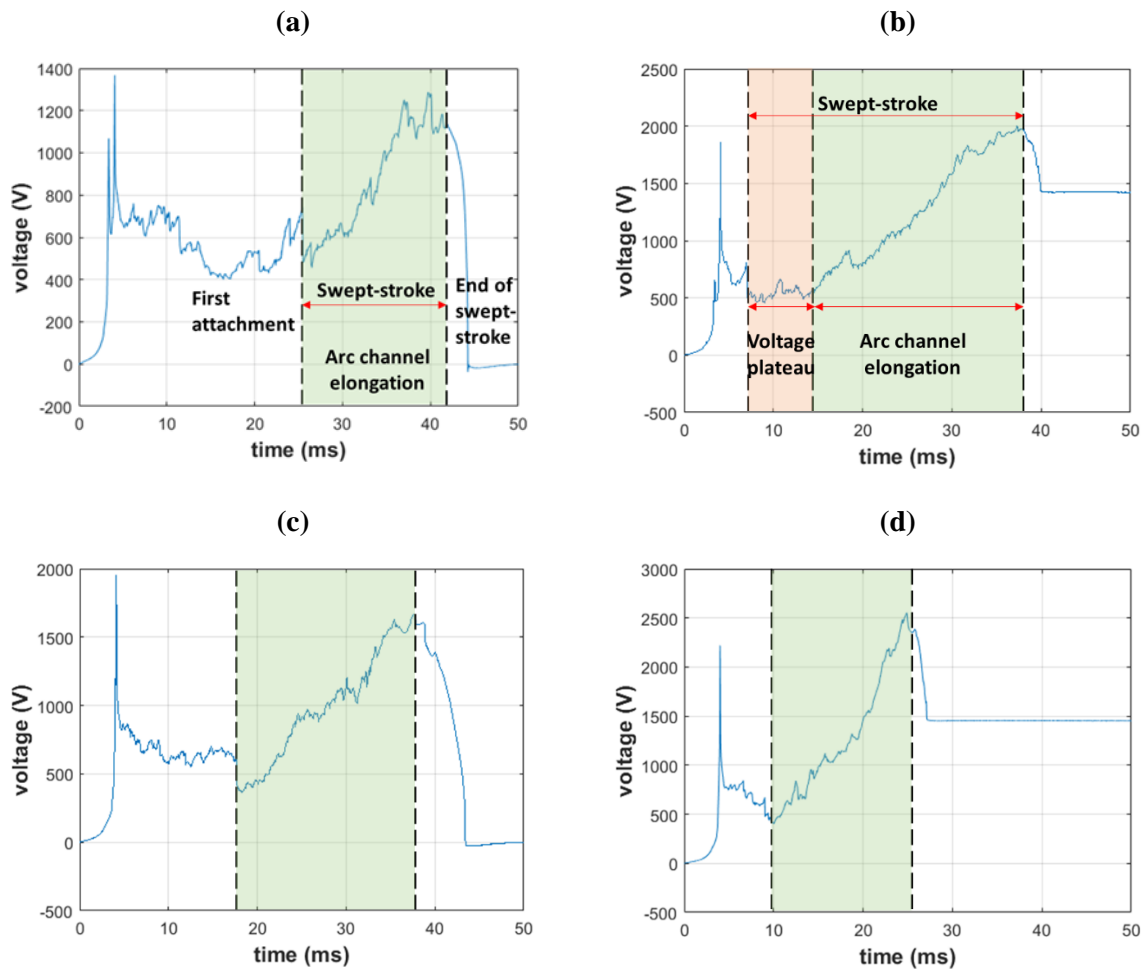 (a)
1400
1200
1000
800
600
400
200
0
-200
voltage (V)
First
attachment
Swept-stroke
Arc channel
elongation
End of
swept-
stroke
0
10
20
30
40
50
time (ms)
(b)
2500
2000
1500
1000
500
0
-500
voltage (V)
Swept-stroke
Voltage
plateau
Arc channel
elongation
0
10
20
30
40
50
time (ms)
(c)
2000
1500
1000
500
0
-500
voltage (V)
0
10
20
30
40
50
time (ms)
(d)
3000
2500
2000
1500
1000
500
0
-500
voltage (V)
0
10
20
30
40
50
time (ms)